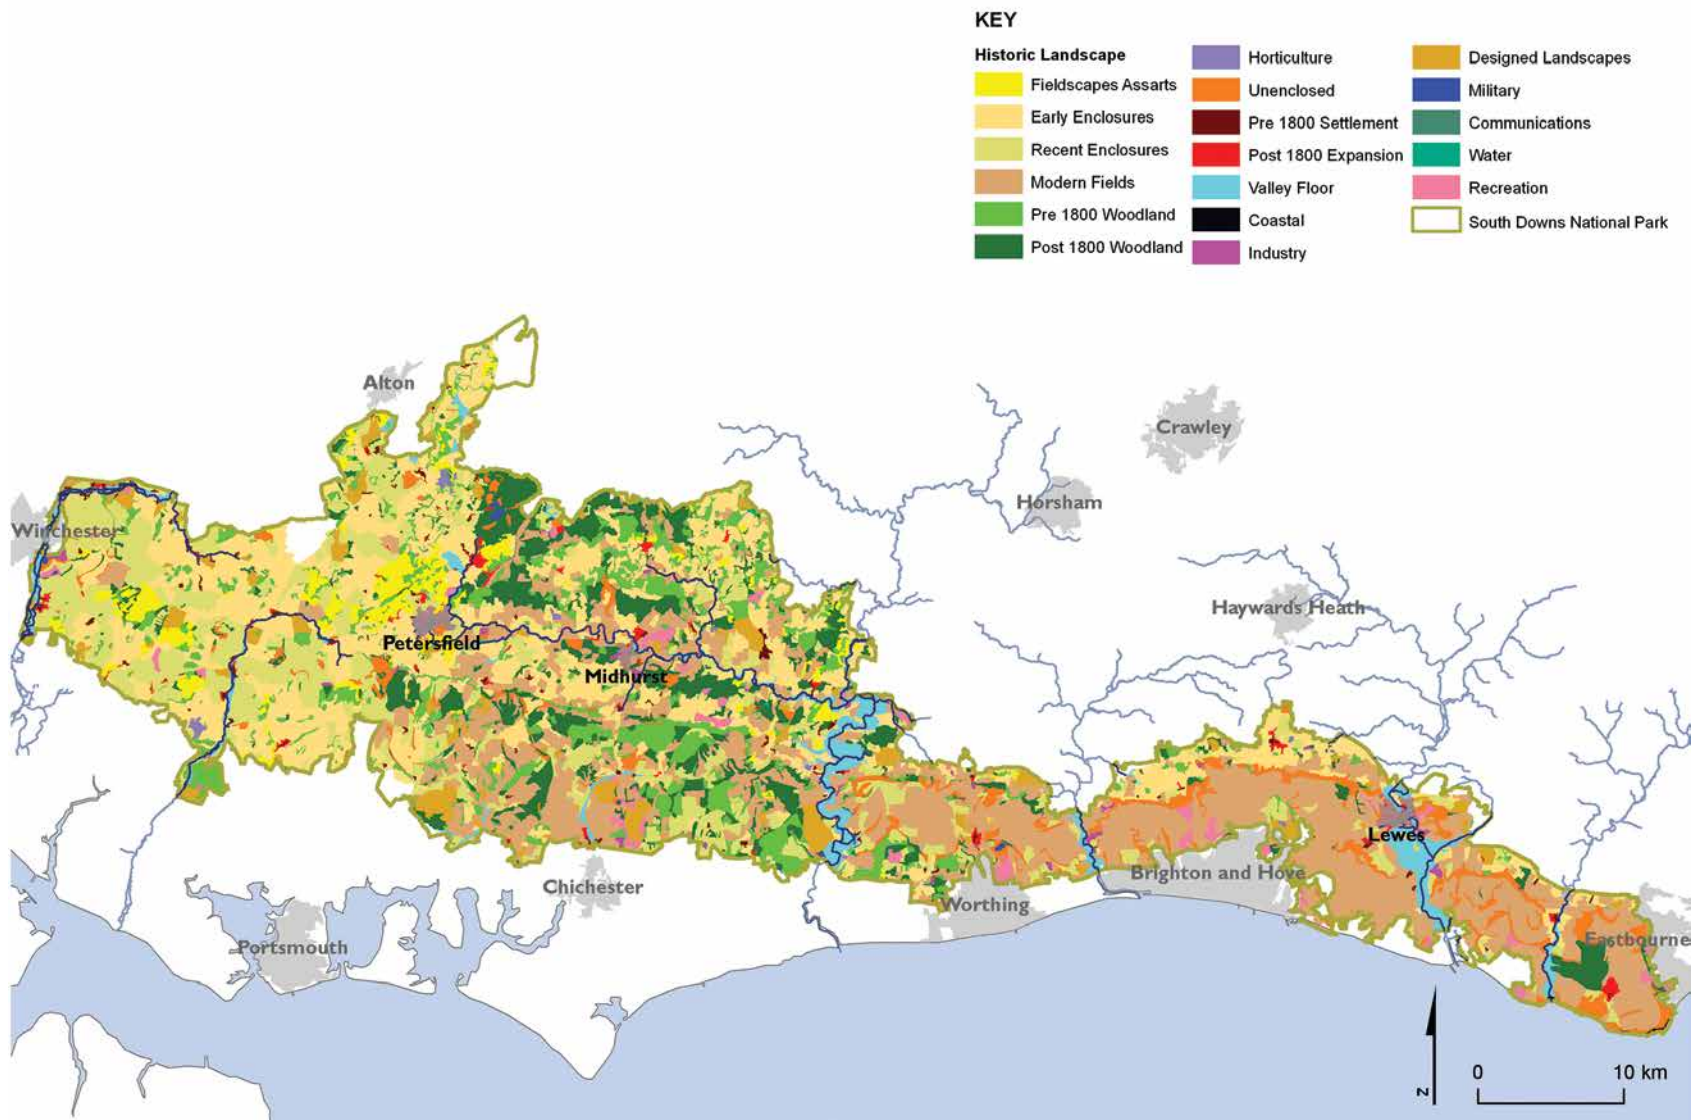 KEY
Historic Landscape
Fieldscapes Assarts
Early Enclosures
Recent Enclosures
Modern Fields
Pre 1800 Woodland
Post 1800 Woodland
Horticulture
Unenclosed
Pre 1800 Settlement
Post 1800 Expansion
Valley Floor
Coastal
Industry
Designed Landscapes
Military
Communications
Water
Recreation
South Downs National Park
Alton
Crawley
Horsham
Winchester
Haywards Heath
Petersfield
Midhurst
Lewes
Brighton and Hove
Chichester
Worthing
Portsmouth
Eastbourne
N
0 10 km